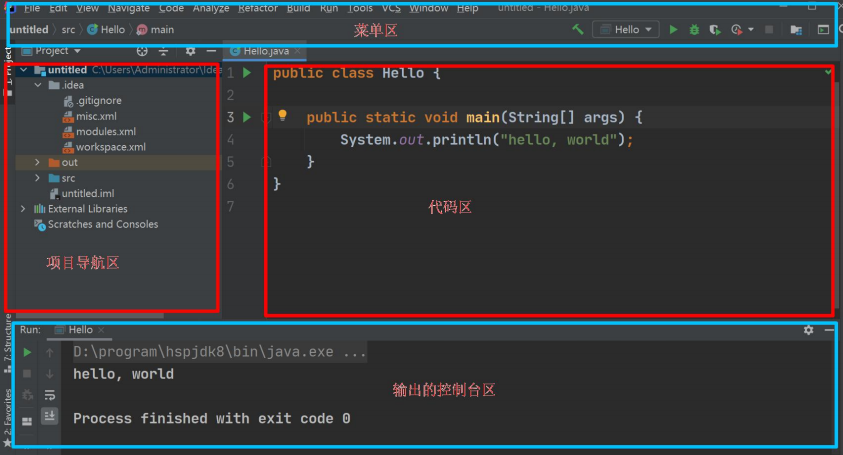 File Edit View Navigate Code Analyze Refactor Build Run Tools VCS Window Help untitled - Hello.java
untitled src Hello main 菜单区 Hello
1: Project
Project
Hello.java
untitled C:\Users\Administrator\Idea
.idea
.gitignore
misc.xml
modules.xml
workspace.xml
out
src
untitled.iml
External Libraries
Scratches and Consoles
项目导航区
1 public class Hello {
2
3 public static void main(String[] args) {
4 System.out.println("hello, world");
5 }
6 }
7
代码区
7: Structure
2: Favorites
Run: Hello
D:\program\hspjdk8\bin\java.exe ...
hello, world
输出的控制台区
Process finished with exit code 0